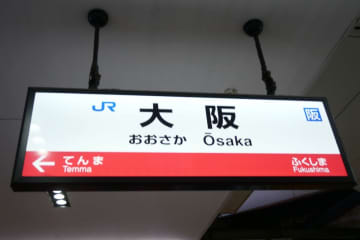 JR 大阪 阪
おおさか Ōsaka
← てんま ふくしま
Temma Fukushima